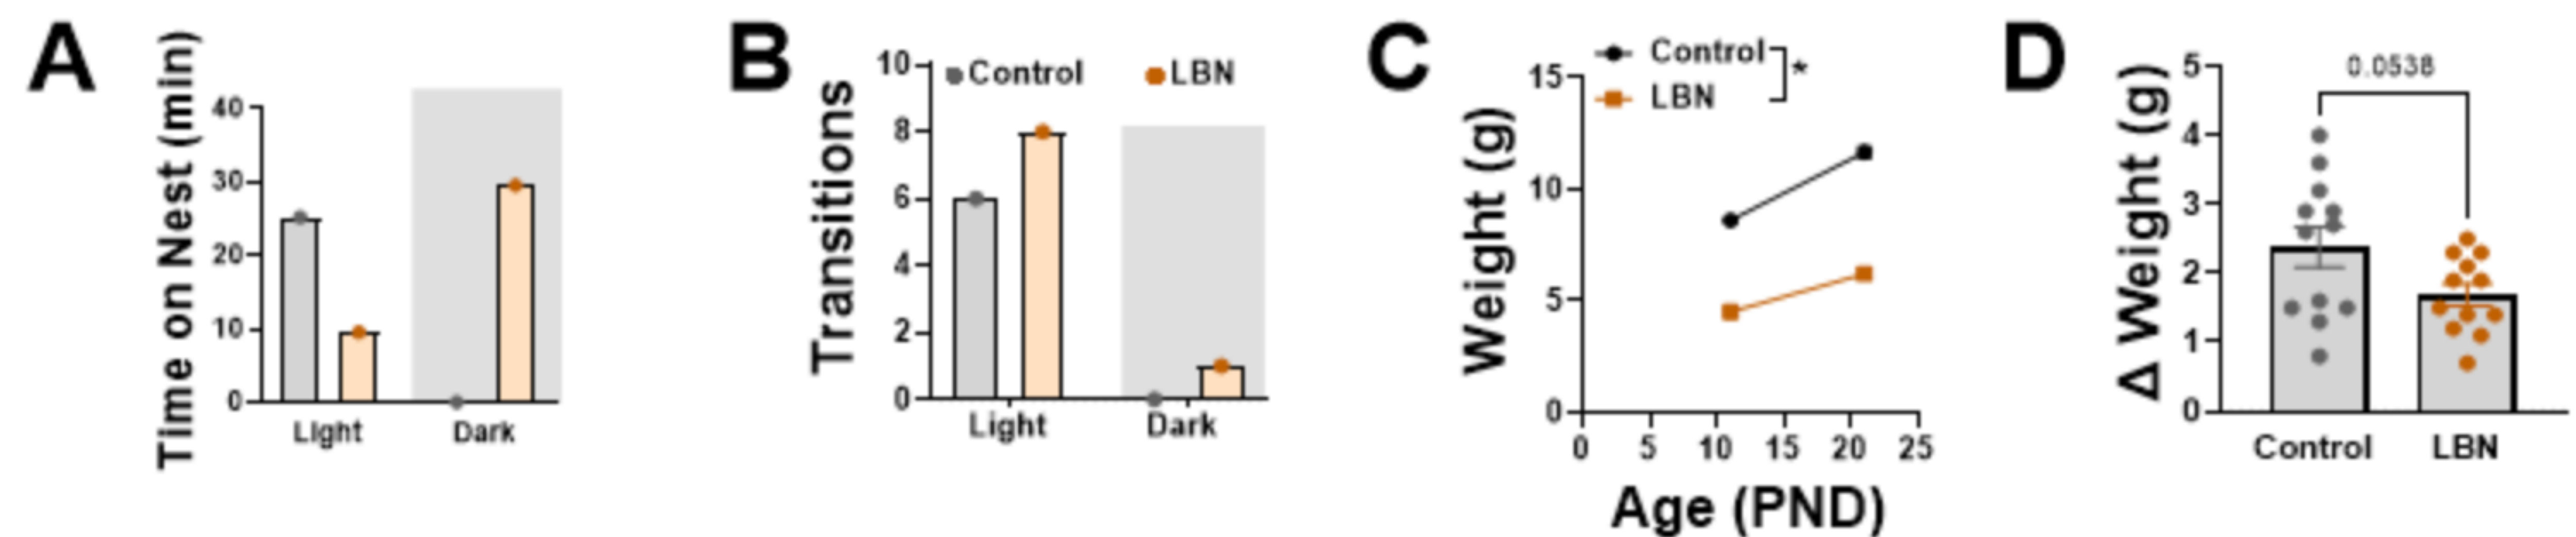 A
Time on Nest (min)
40
30
20
10
0
Light
Dark
B
Transitions
10
8
6
4
2
0
Control
LBN
Light
Dark
C
Weight (g)
15
10
5
0
Control
LBN
*
0 5 10 15 20 25
Age (PND)
D
Δ Weight (g)
5
4
3
2
1
0
0.0538
Control
LBN